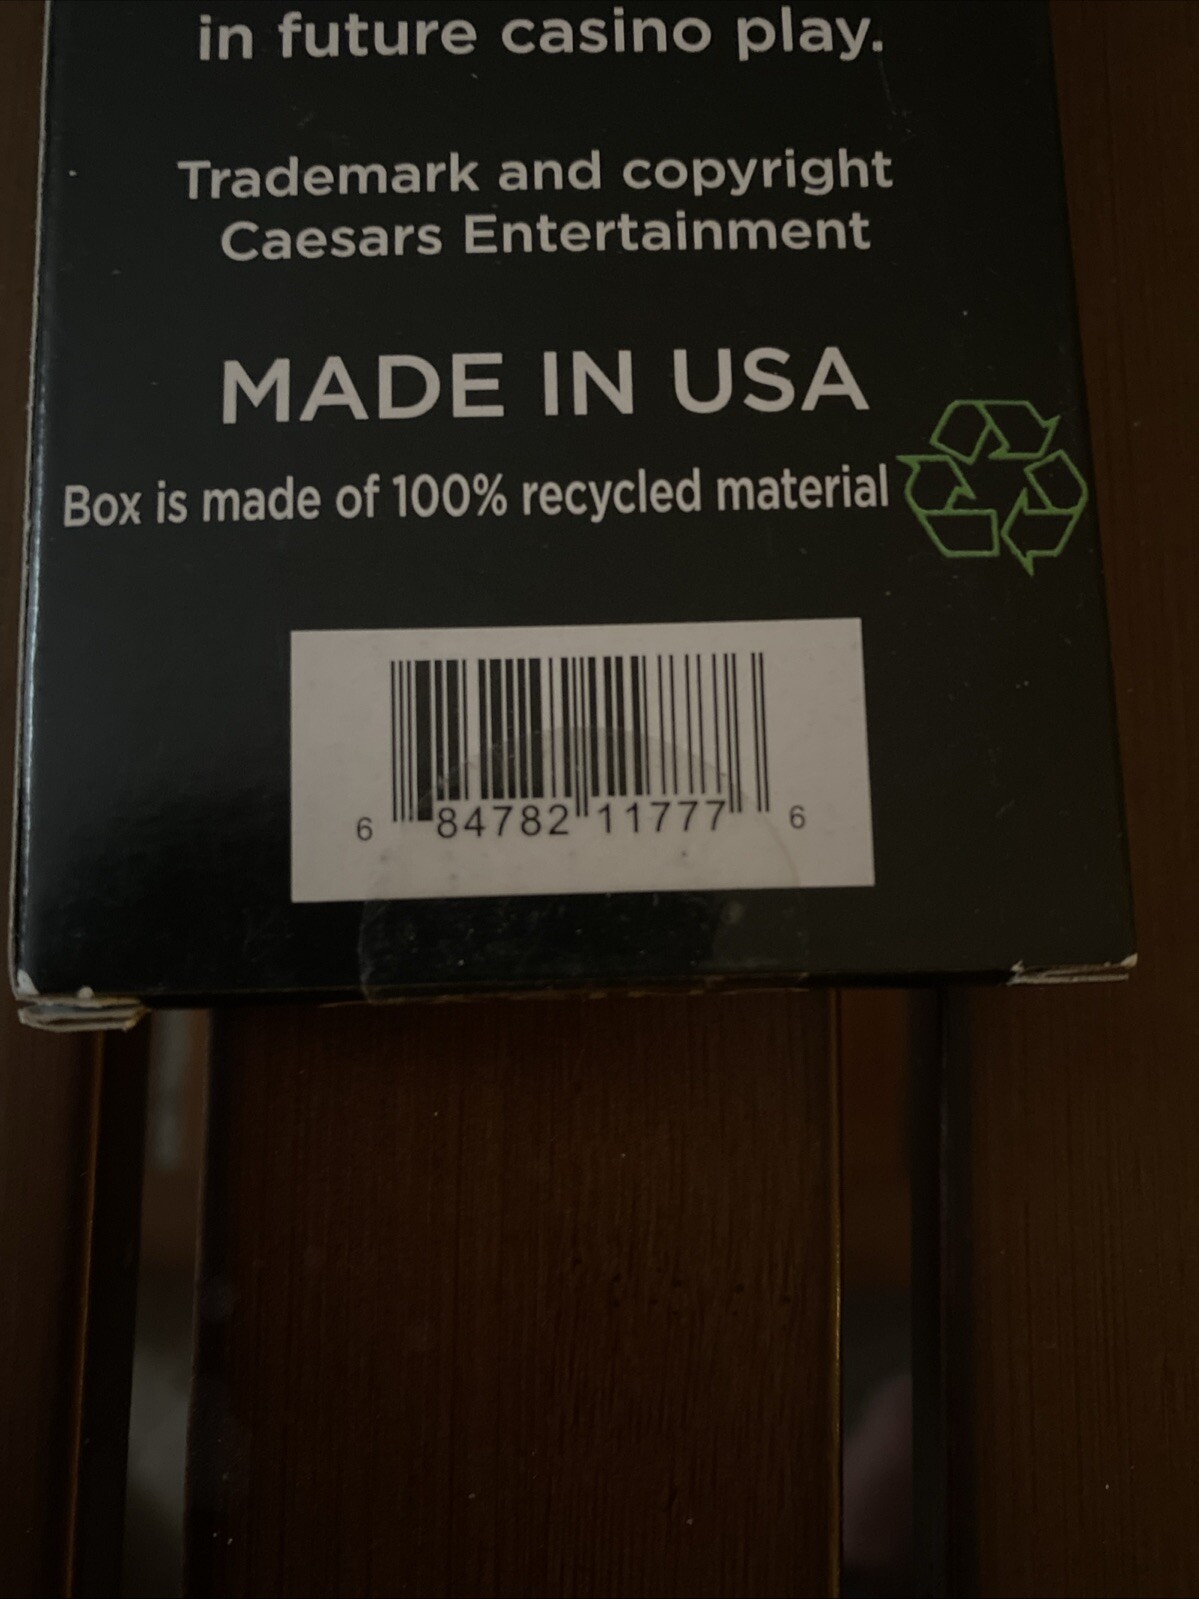 in future casino play.
Trademark and copyright
Caesars Entertainment
MADE IN USA
Box is made of 100% recycled material
6 84782 11777 6